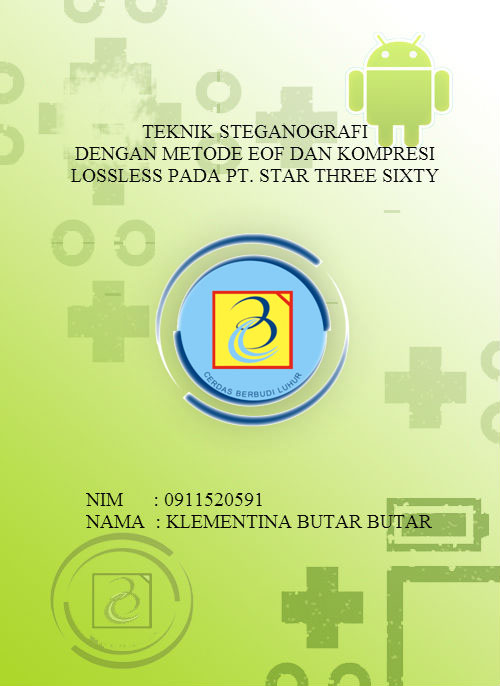 TEKNIK STEGANOGRAFI
DENGAN METODE EOF DAN KOMPRESI
LOSSLESS PADA PT. STAR THREE SIXTY
CERDAS BERBUDI LUHUR
NIM : 0911520591
NAMA : KLEMENTINA BUTAR BUTAR